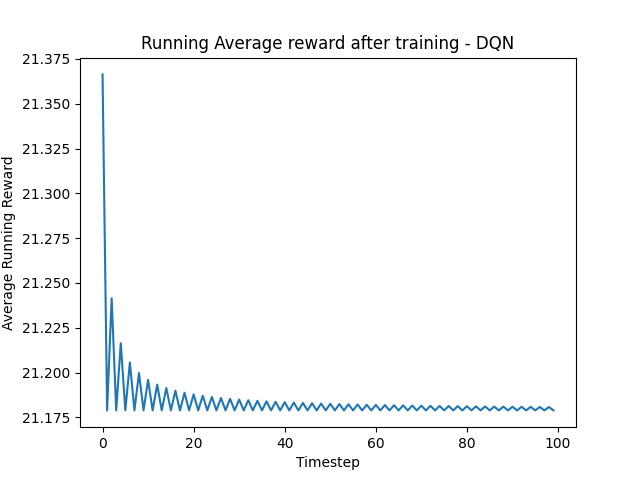 Running Average reward after training - DQN
21.375
21.350
21.325
21.300
21.275
21.250
21.225
21.200
21.175
Average Running Reward
0 20 40 60 80 100
Timestep